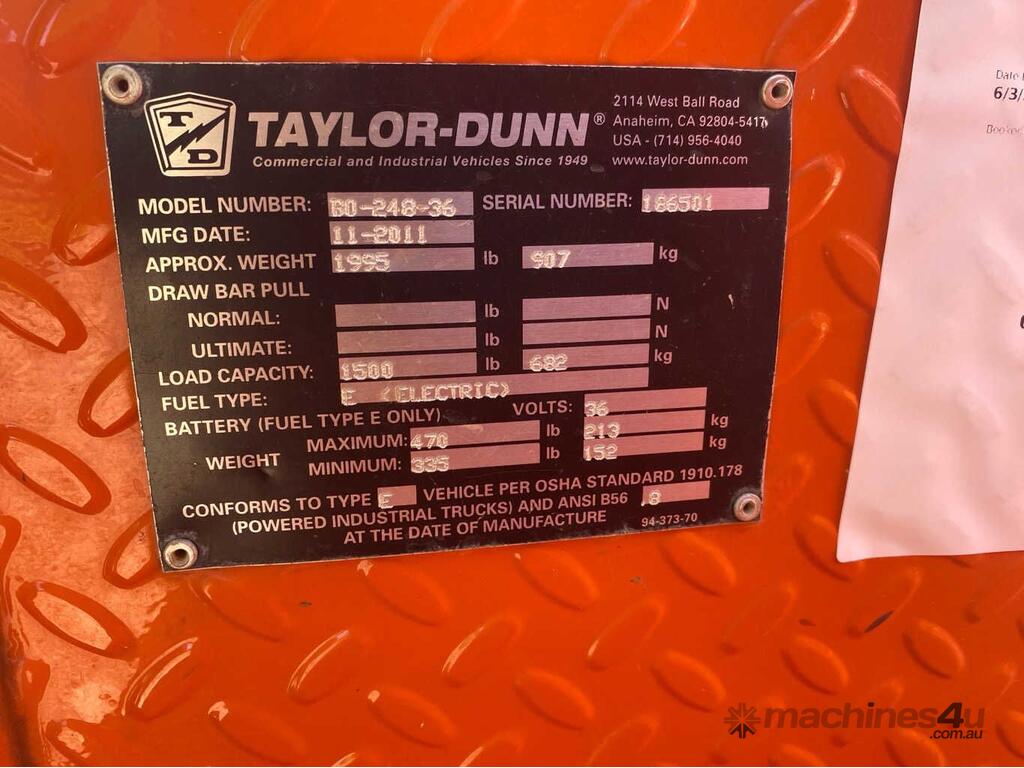 TD
TAYLOR-DUNN®
Commercial and Industrial Vehicles Since 1949
2114 West Ball Road
Anaheim, CA 92804-5417
USA - (714) 956-4040
www.taylor-dunn.com
MODEL NUMBER: B0-248-36 SERIAL NUMBER: 186501
MFG DATE: 11-2011
APPROX. WEIGHT 1995 lb 907 kg
DRAW BAR PULL
NORMAL: lb N
ULTIMATE: lb N
LOAD CAPACITY: 1500 lb 682 kg
FUEL TYPE: E (ELECTRIC)
BATTERY (FUEL TYPE E ONLY) VOLTS: 36
WEIGHT MAXIMUM: 470 lb 213 kg
MINIMUM: 335 lb 152 kg
CONFORMS TO TYPE E VEHICLE PER OSHA STANDARD 1910.178
(POWERED INDUSTRIAL TRUCKS) AND ANSI B56 .8
AT THE DATE OF MANUFACTURE 94-373-70
Date
6/3/
machines4u
.com.au